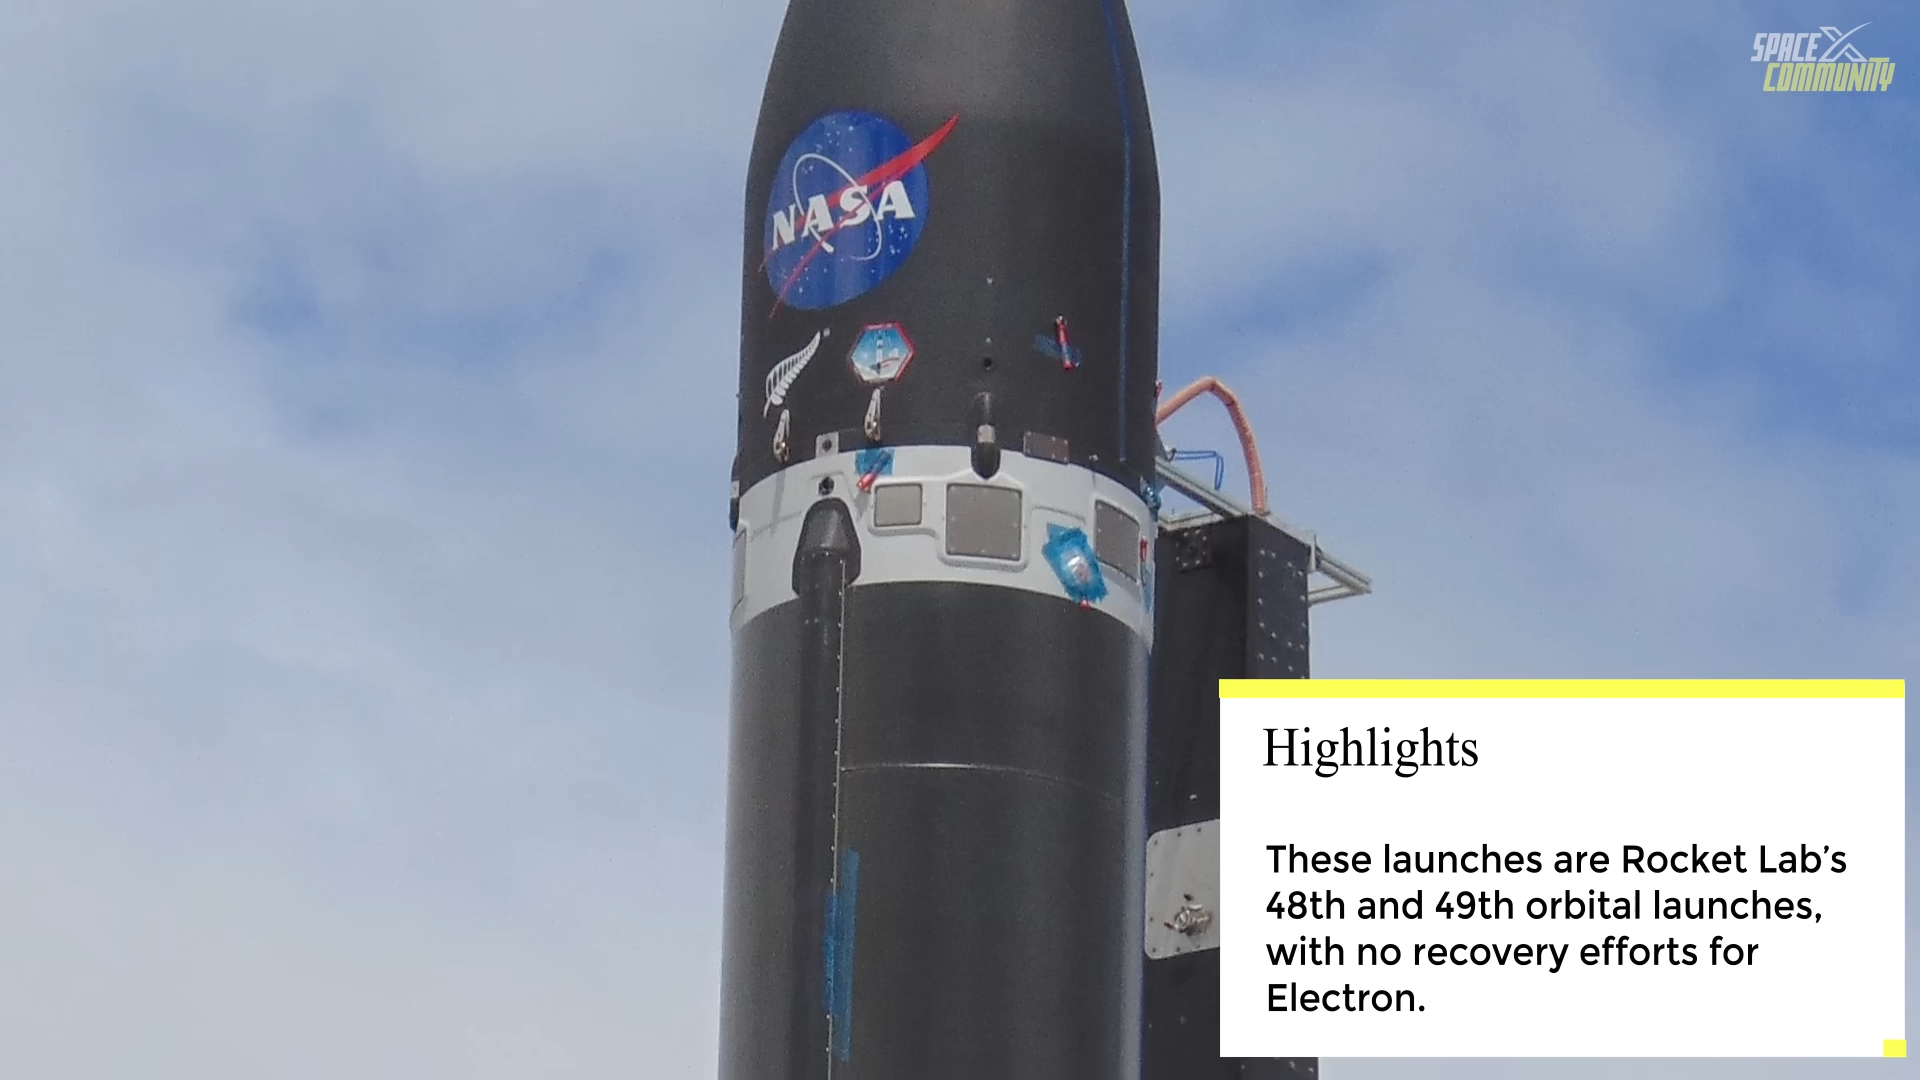 SPACE X
COMMUNITY
NASA
Highlights
These launches are Rocket Lab’s
48th and 49th orbital launches,
with no recovery efforts for
Electron.